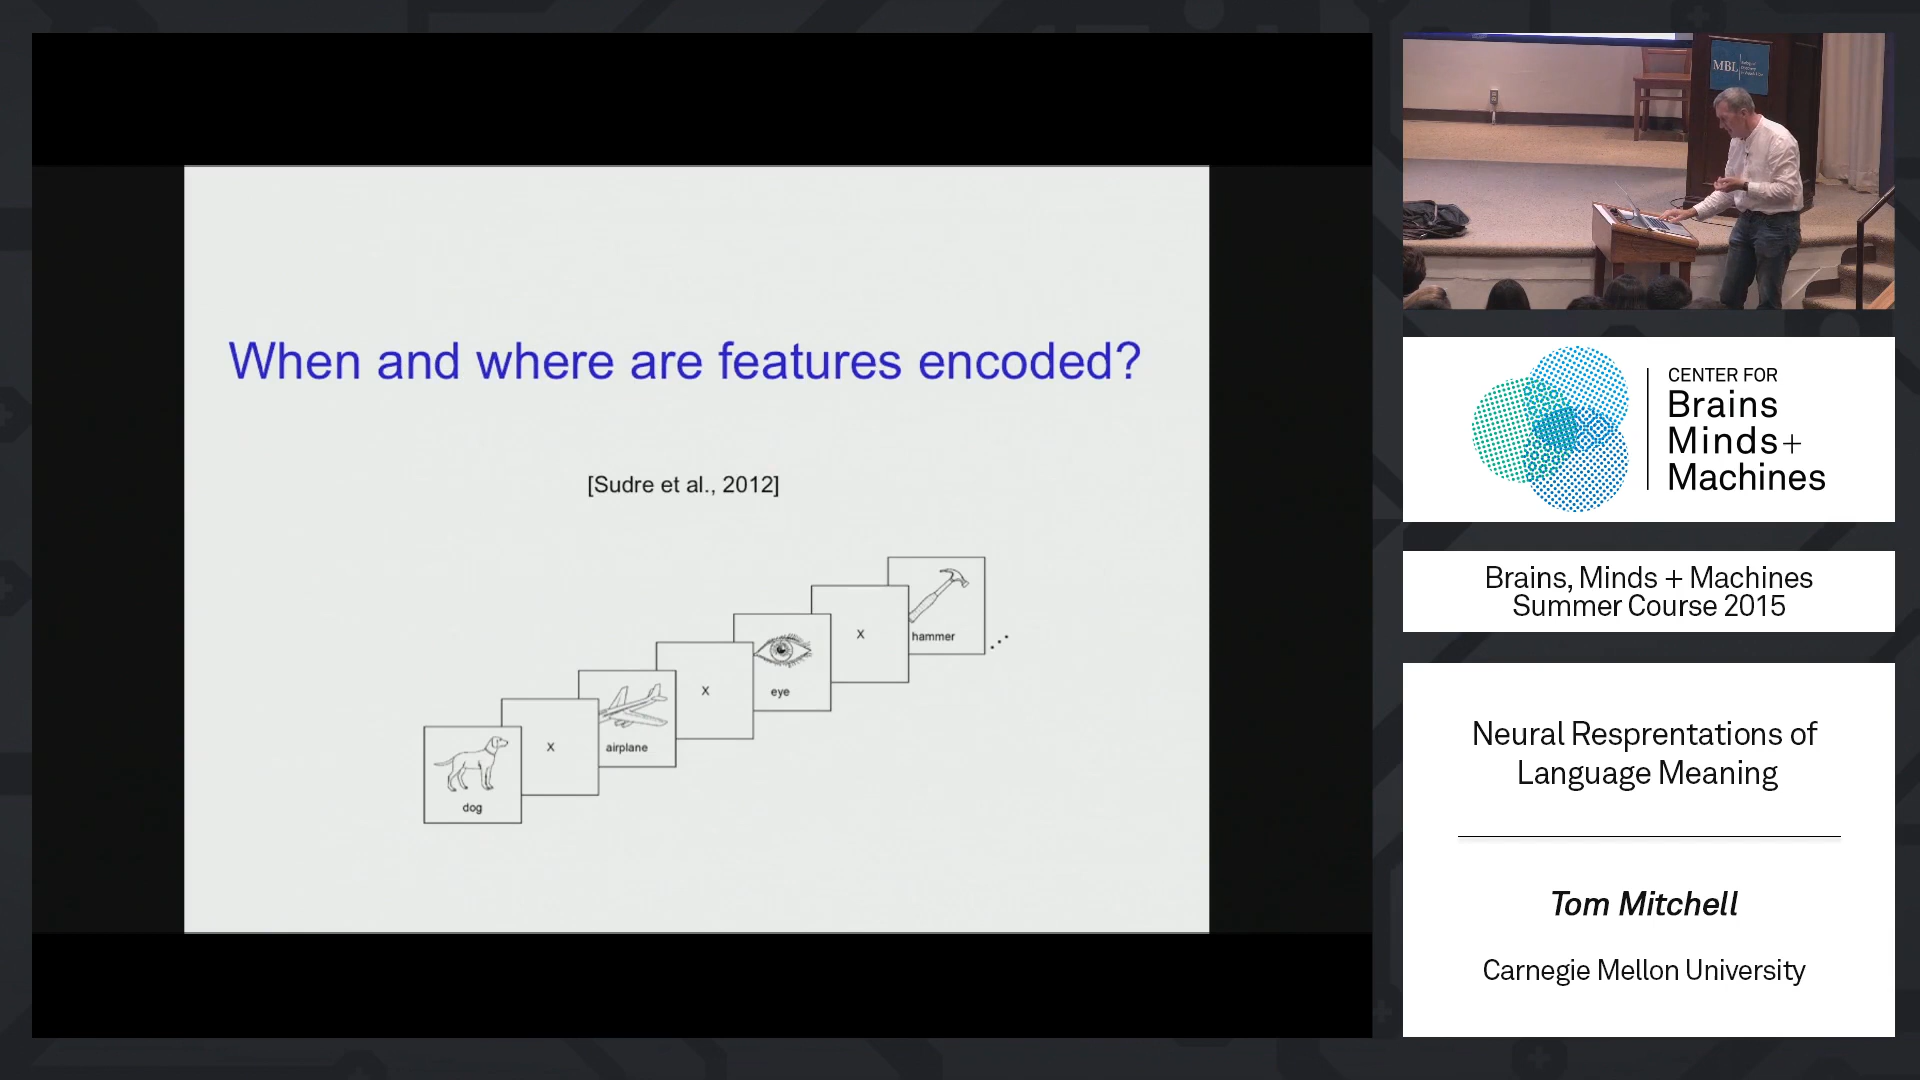 When and where are features encoded?
[Sudre et al., 2012]
dog
X
airplane
X
eye
X
hammer
MBL
CENTER FOR
Brains
Minds+
Machines
Brains, Minds + Machines
Summer Course 2015
Neural Resprentations of
Language Meaning
Tom Mitchell
Carnegie Mellon University